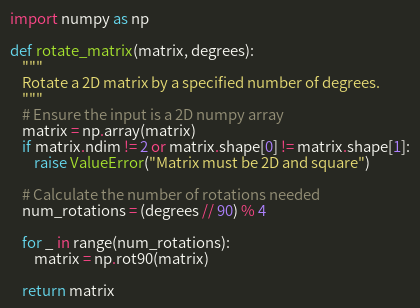 import numpy as np
def rotate_matrix(matrix, degrees):
"""
Rotate a 2D matrix by a specified number of degrees.
"""
# Ensure the input is a 2D numpy array
matrix = np.array(matrix)
if matrix.ndim != 2 or matrix.shape[0] != matrix.shape[1]:
raise ValueError("Matrix must be 2D and square")
# Calculate the number of rotations needed
num_rotations = (degrees // 90) % 4
for _ in range(num_rotations):
matrix = np.rot90(matrix)
return matrix